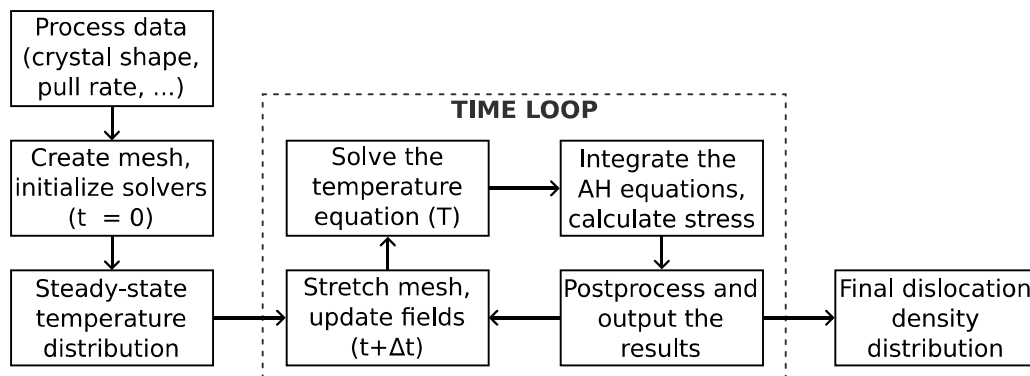 Process data
(crystal shape,
pull rate, ...)
Create mesh,
initialize solvers
(t = 0)
Steady-state
temperature
distribution
TIME LOOP
Solve the
temperature
equation (T)
Integrate the
AH equations,
calculate stress
Stretch mesh,
update fields
(t+Δt)
Postprocess and
output the
results
Final dislocation
density
distribution